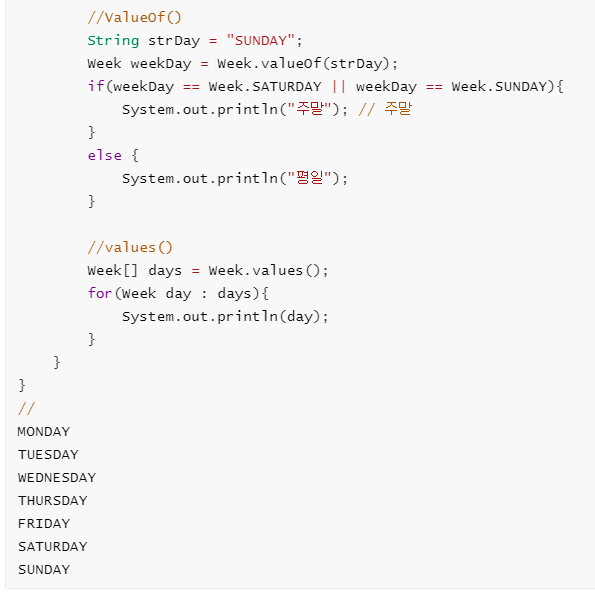 //ValueOf()
String strDay = "SUNDAY";
Week weekDay = Week.valueOf(strDay);
if(weekDay == Week.SATURDAY || weekDay == Week.SUNDAY){
System.out.println("주말"); // 주말
}
else {
System.out.println("평일");
}
//values()
Week[] days = Week.values();
for(Week day : days){
System.out.println(day);
}
}
}
//
MONDAY
TUESDAY
WEDNESDAY
THURSDAY
FRIDAY
SATURDAY
SUNDAY